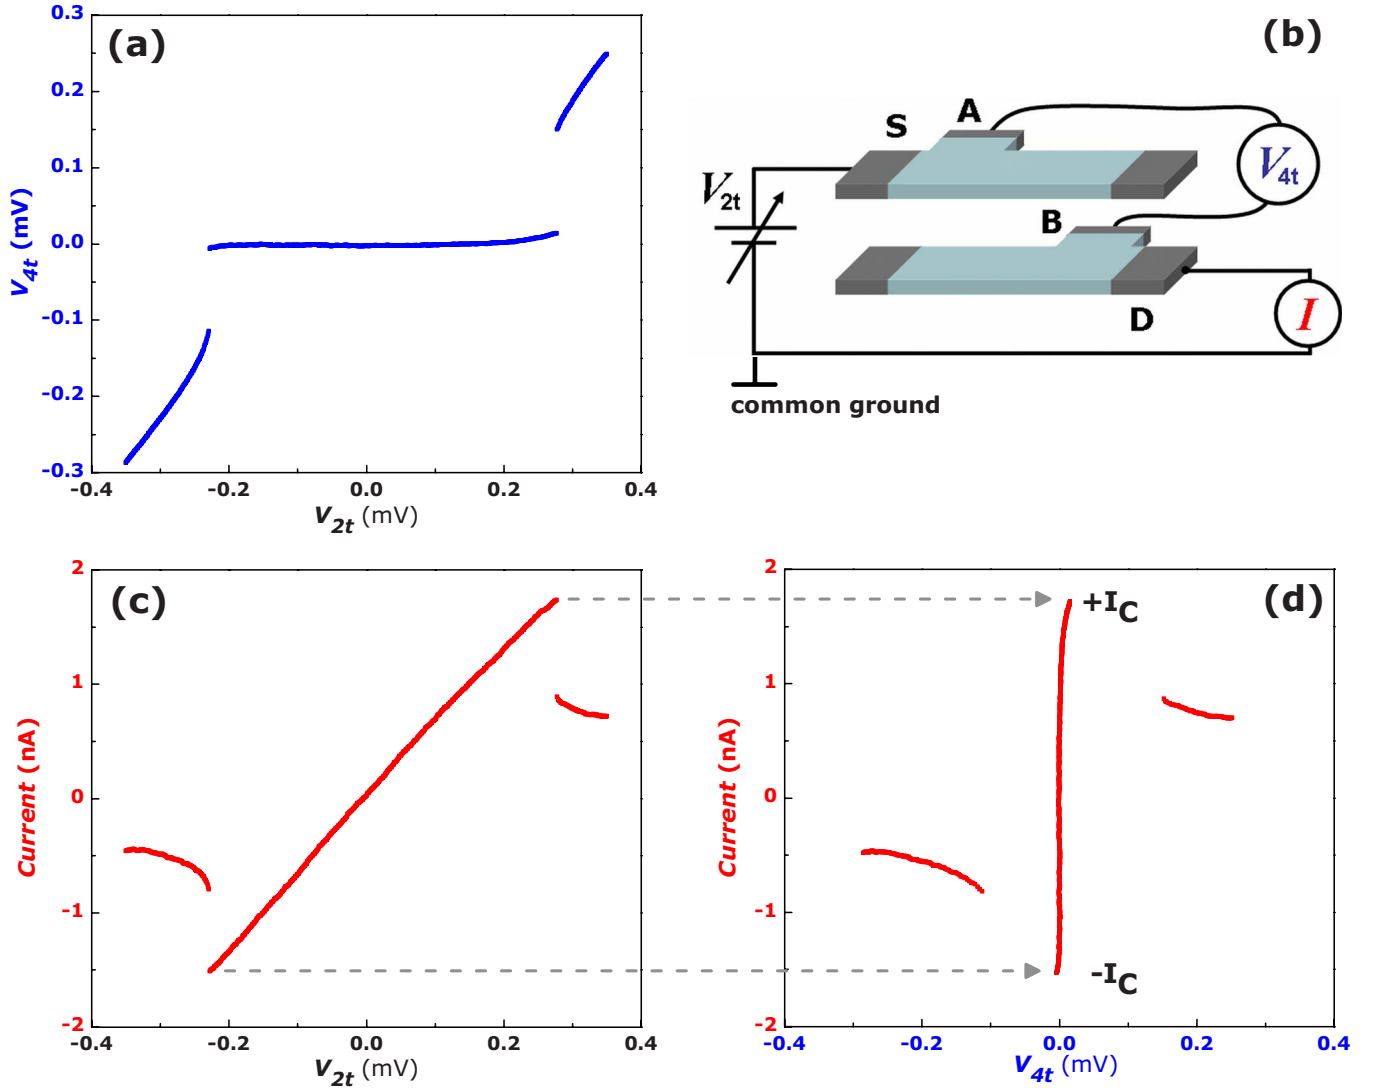 (a)
0.3
0.2
0.1
0.0
-0.1
-0.2
-0.3
V4t (mV)
-0.4
-0.2
0.0
0.2
0.4
V2t (mV)
(b)
S
A
V2t
V4t
B
D
I
common ground
(c)
2
1
0
-1
-2
Current (nA)
-0.4
-0.2
0.0
0.2
0.4
V2t (mV)
(d)
2
1
0
-1
-2
Current (nA)
+IC
-IC
-0.4
-0.2
0.0
0.2
0.4
V4t (mV)